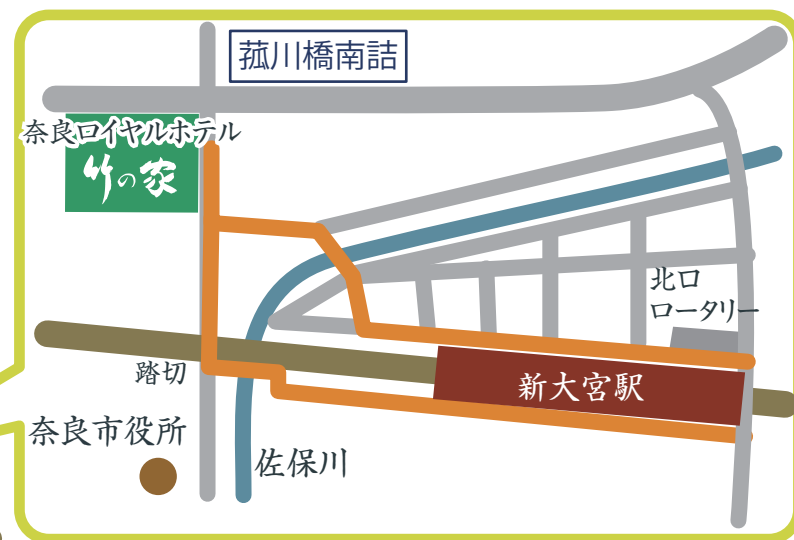 菰川橋南詰
奈良ロイヤルホテル
竹の家
北口
ロータリー
踏切
新大宮駅
奈良市役所
佐保川